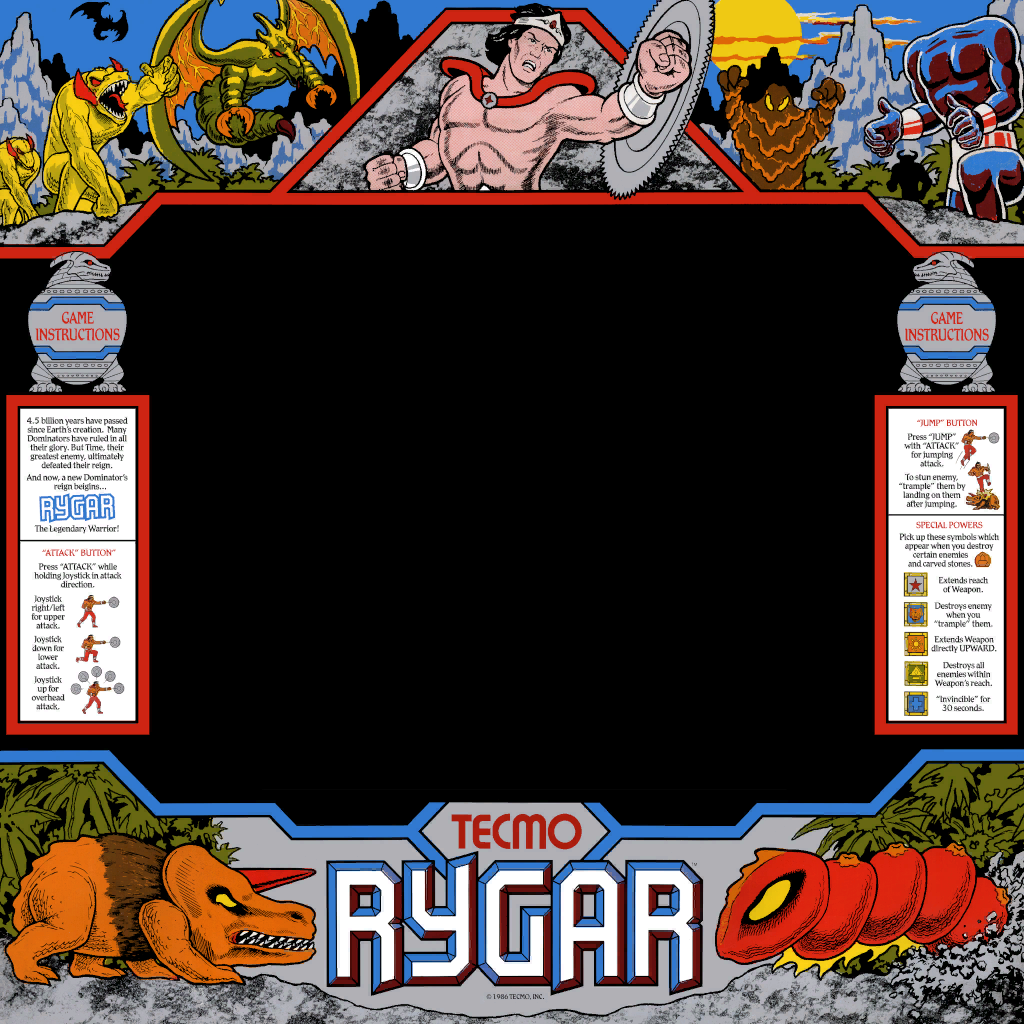 GAME
INSTRUCTIONS
4.5 billion years have passed
since Earth's creation. Many
Dominators have ruled in all
their glory. But Time, their
greatest enemy, ultimately
defeated their reign.
And now, a new Dominator's
reign beigins...
RYGAR
The Legendary Warrior!
"ATTACK" BUTTON"
Press "ATTACK" while
holding Joystick in attack
direction.
Joystick
right/left
for upper
attack.
Joystick
down for
lower
attack.
Joystick
up for
overhead
attack.
GAME
INSTRUCTIONS
"JUMP" BUTTON
Press "JUMP"
with "ATTACK"
for jumping
attack.
To stun enemy,
"trample" them by
landing on them
after jumping.
SPECIAL POWERS
Pick up these symbols which
appear when you destroy
certain enemies
and carved stones.
Extends reach
of Weapon.
Destroys enemy
when you
"trample" them.
Extends Weapon
directly UPWARD.
Destroys all
enemies within
Weapon's reach.
"Invincible" for
30 seconds.
TECMO
RYGAR™
© 1986 TECMO, INC.